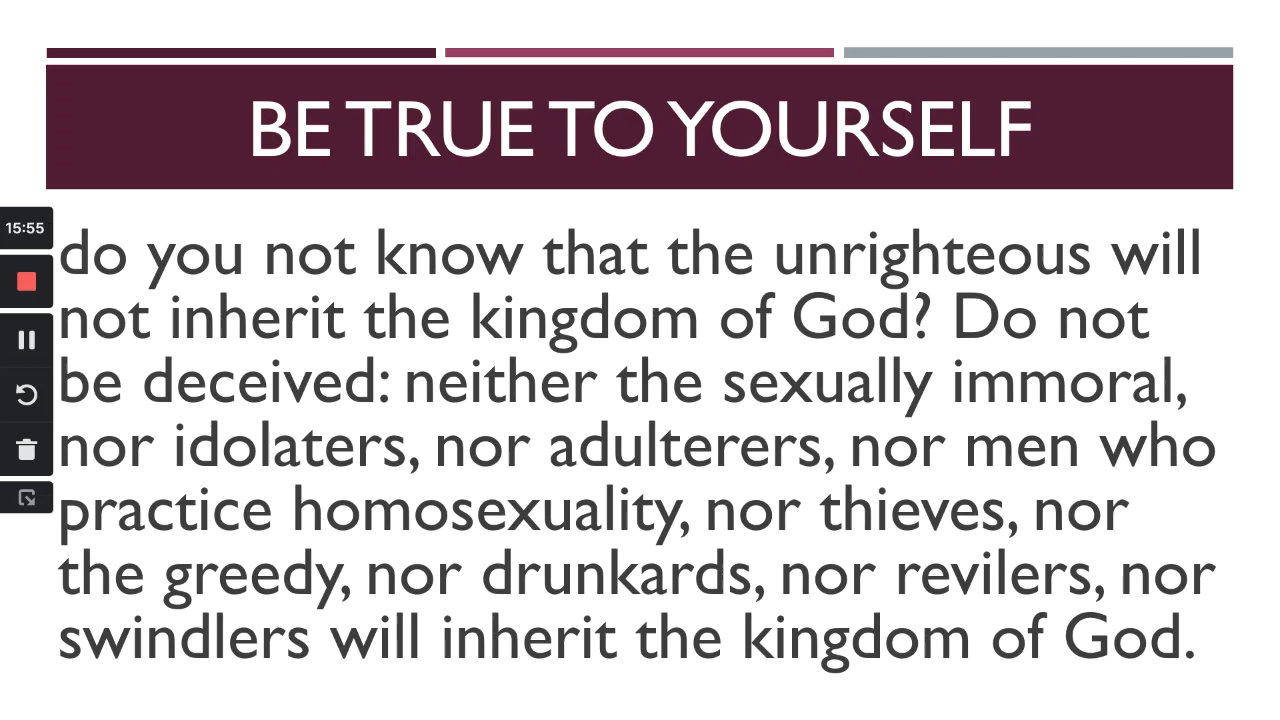 BE TRUE TO YOURSELF
15:55
do you not know that the unrighteous will
not inherit the kingdom of God? Do not
be deceived: neither the sexually immoral,
nor idolaters, nor adulterers, nor men who
practice homosexuality, nor thieves, nor
the greedy, nor drunkards, nor revilers, nor
swindlers will inherit the kingdom of God.